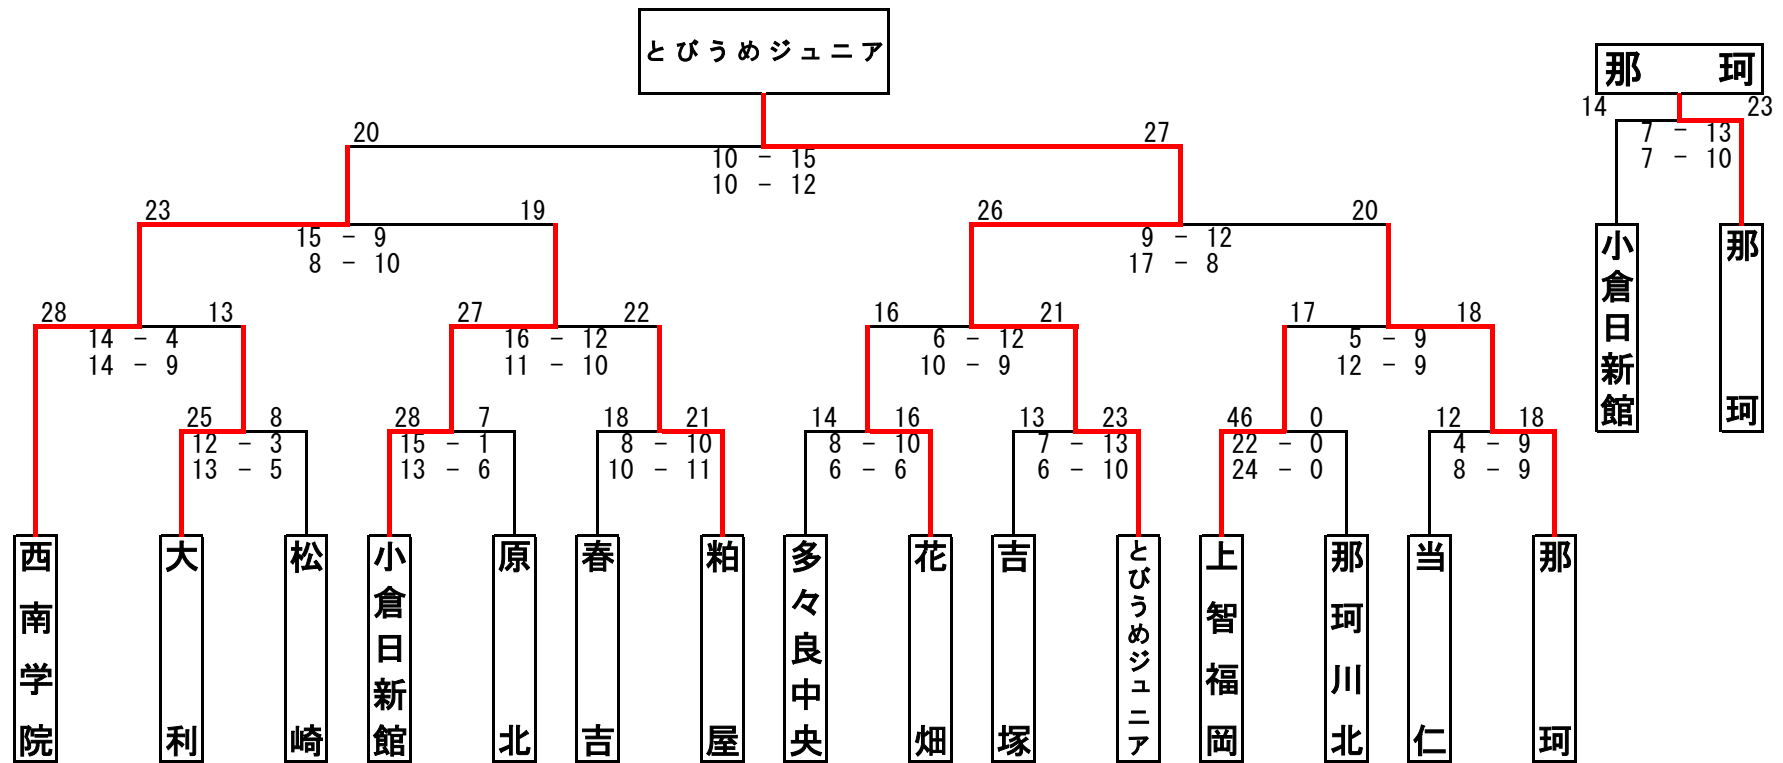 とびうめジュニア
那 珂
14 23
7 - 13
7 - 10
20 27
10 - 15
10 - 12
23 19 26 20
15 - 9 9 - 12
8 - 10 17 - 8
28 13 27 22 16 21 17 18
14 - 4 16 - 12 6 - 12 5 - 9
14 - 9 11 - 10 10 - 9 12 - 9
25 8 28 7 18 21 14 16 13 23 46 0 12 18
12 - 3 15 - 1 8 - 10 8 - 10 7 - 13 22 - 0 4 - 9
13 - 5 13 - 6 10 - 11 6 - 6 6 - 10 24 - 0 8 - 9
小倉日新館
那珂
西南学院
大利
松崎
小倉日新館
原北
春吉
粕屋
多々良中央
花畑
吉塚
とびうめジュニア
上智福岡
那珂川北
当仁
那珂